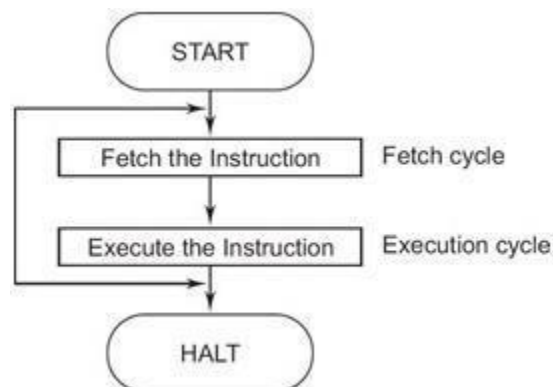 START
Fetch the Instruction Fetch cycle
Execute the Instruction Execution cycle
HALT